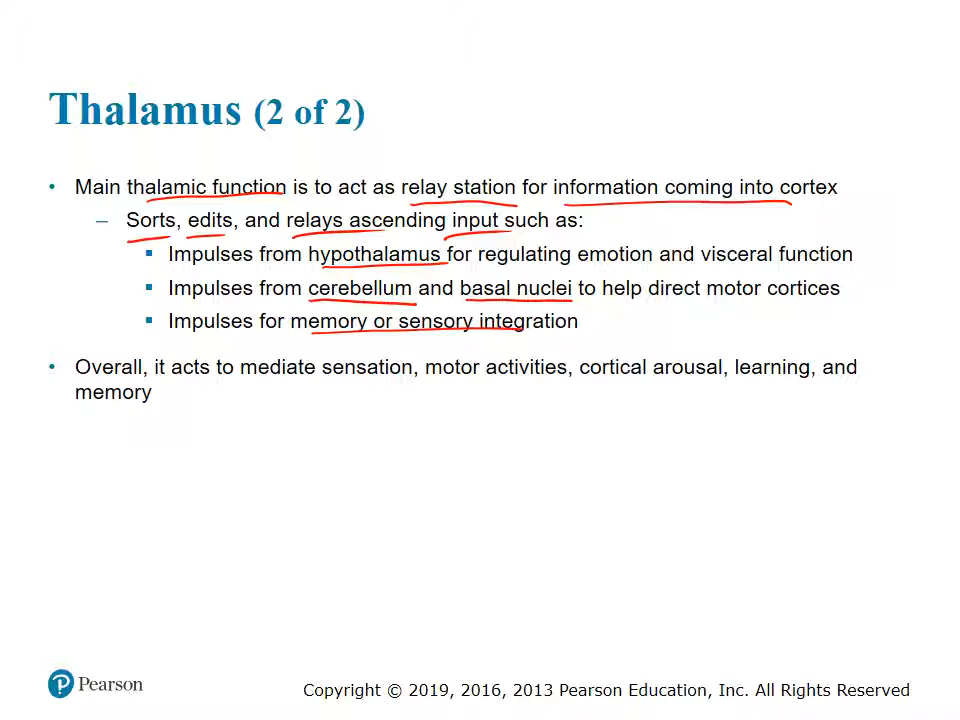 Thalamus (2 of 2)
• Main thalamic function is to act as relay station for information coming into cortex
– Sorts, edits, and relays ascending input such as:
▪ Impulses from hypothalamus for regulating emotion and visceral function
▪ Impulses from cerebellum and basal nuclei to help direct motor cortices
▪ Impulses for memory or sensory integration
• Overall, it acts to mediate sensation, motor activities, cortical arousal, learning, and
memory
Pearson
Copyright © 2019, 2016, 2013 Pearson Education, Inc. All Rights Reserved